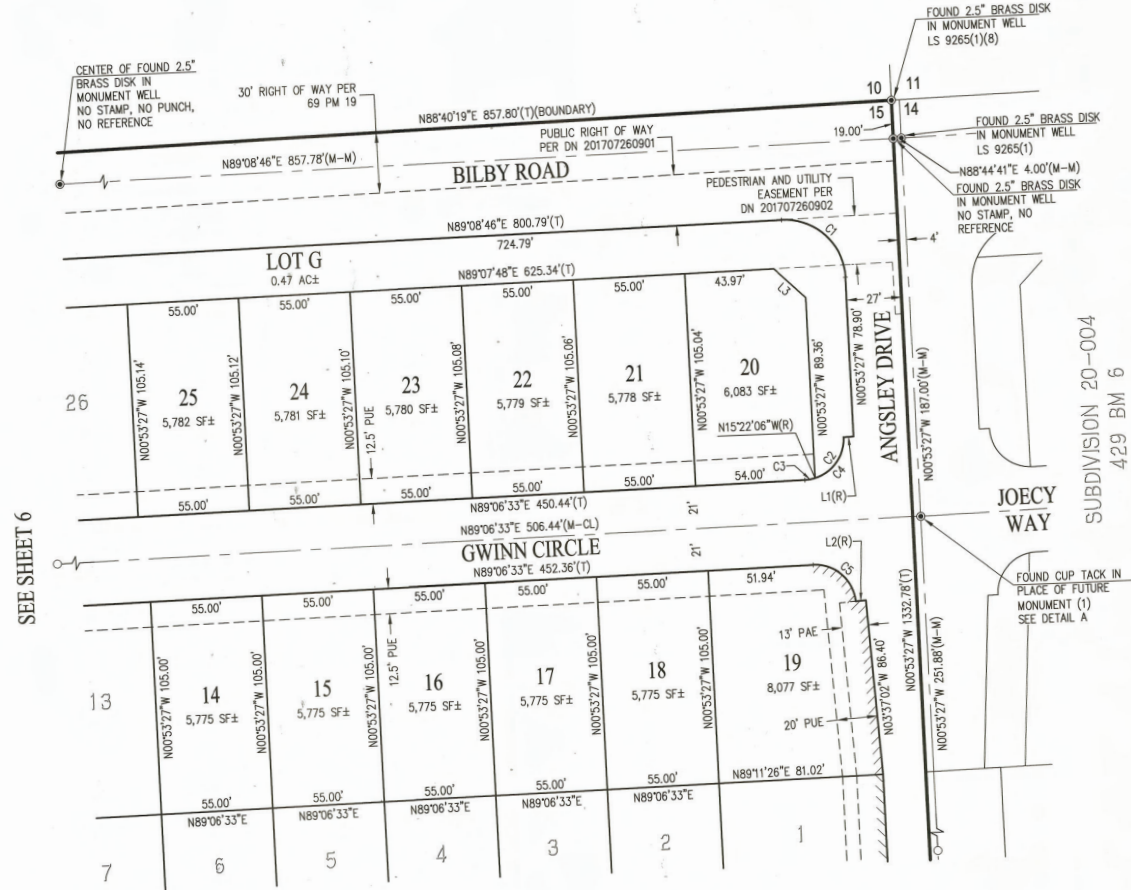 FOUND 2.5" BRASS DISK
IN MONUMENT WELL
LS 9265(1)(8)
CENTER OF FOUND 2.5"
BRASS DISK IN
MONUMENT WELL
NO STAMP, NO PUNCH,
NO REFERENCE
30' RIGHT OF WAY PER
69 PM 19
N88°40'19"E 857.80'(T)(BOUNDARY)
10
11
15
14
19.00'
FOUND 2.5" BRASS DISK
IN MONUMENT WELL
LS 9265(1)
N88°44'41"E 4.00'(M-M)
FOUND 2.5" BRASS DISK
IN MONUMENT WELL
NO STAMP, NO
REFERENCE
PUBLIC RIGHT OF WAY
PER DN 201707260901
N89°08'46"E 857.78'(M-M)
BILBY ROAD
PEDESTRIAN AND UTILITY
EASEMENT PER
DN 201707260902
N89°08'46"E 800.79'(T)
724.79'
C1
4'
LOT G
0.47 AC±
N89°07'48"E 625.34'(T)
55.00'
55.00'
55.00'
55.00'
55.00'
43.97'
L3
27'
26
N00°53'27"W 105.14'
25
5,782 SF±
N00°53'27"W 105.12'
24
5,781 SF±
N00°53'27"W 105.10'
23
5,780 SF±
12.5' PUE
N00°53'27"W 105.08'
22
5,779 SF±
N00°53'27"W 105.06'
21
5,778 SF±
N00°53'27"W 105.04'
20
6,083 SF±
N00°53'27"W 89.36'
N00°53'27"W 78.90'
ANGSLEY DRIVE
N00°53'27"W 187.00'(M-M)
SUBDIVISION 20-004
429 BM 6
N15°22'06"W(R)
C3
C2
C4
L1(R)
55.00'
55.00'
55.00'
55.00'
55.00'
54.00'
N89°06'33"E 450.44'(T)
21'
JOECY
WAY
SEE SHEET 6
N89°06'33"E 506.44'(M-CL)
GWINN CIRCLE
21'
L2(R)
N89°06'33"E 452.36'(T)
C5
FOUND CUP TACK IN
PLACE OF FUTURE
MONUMENT (1)
SEE DETAIL A
55.00'
55.00'
55.00'
55.00'
55.00'
51.94'
13
N00°53'27"W 105.00'
14
5,775 SF±
N00°53'27"W 105.00'
15
5,775 SF±
N00°53'27"W 105.00'
12.5' PUE
16
5,775 SF±
N00°53'27"W 105.00'
17
5,775 SF±
N00°53'27"W 105.00'
18
5,775 SF±
N00°53'27"W 105.00'
13' PAE
19
8,077 SF±
20' PUE
N03°37'02"W 86.40'
N00°53'27"W 1332.78'(T)
N00°53'27"W 251.88'(M-M)
N89°11'26"E 81.02'
55.00'
55.00'
55.00'
55.00'
55.00'
N89°06'33"E
N89°06'33"E
N89°06'33"E
N89°06'33"E
N89°06'33"E
7
6
5
4
3
2
1